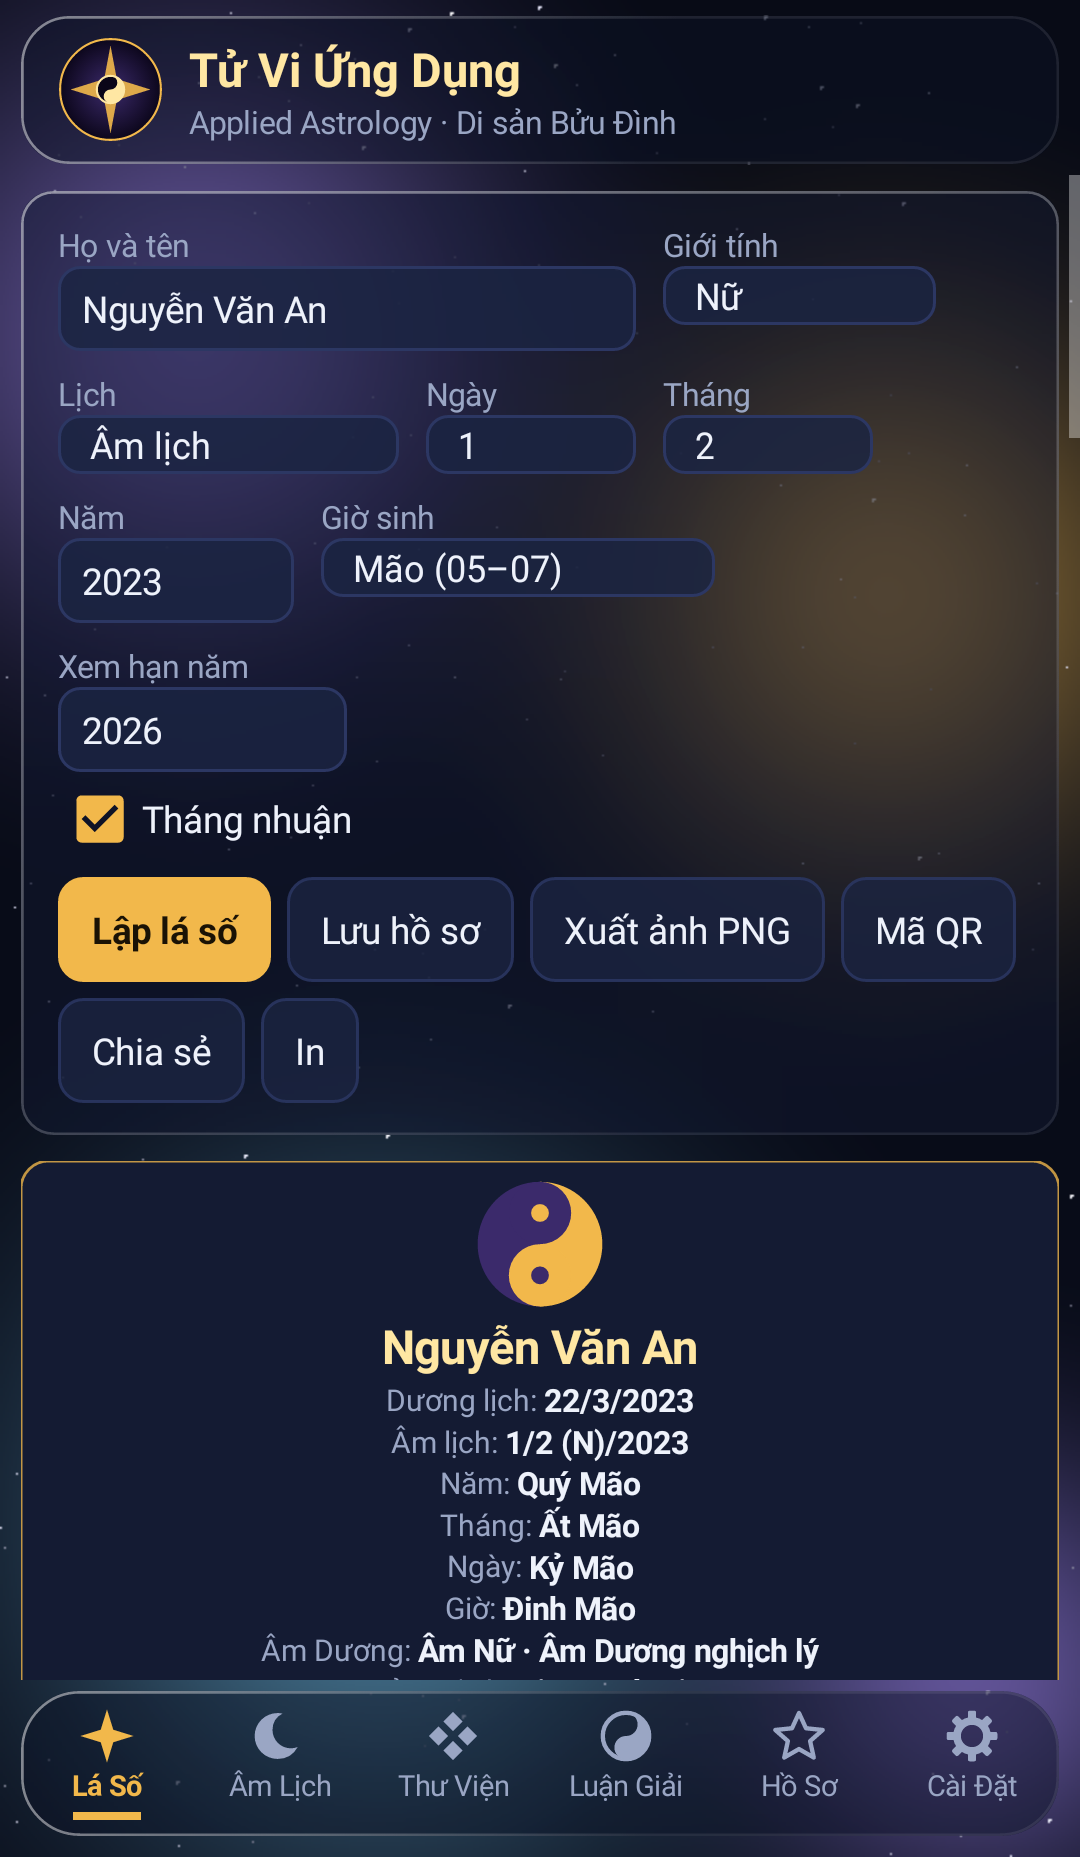 Tử Vi Ứng Dụng
Applied Astrology · Di sản Bửu Đình
Họ và tên
Giới tính
Nguyễn Văn An
Nữ
Lịch
Ngày
Tháng
Âm lịch
1
2
Năm
Giờ sinh
2023
Mão (05–07)
Xem hạn năm
2026
Tháng nhuận
Lập lá số
Lưu hồ sơ
Xuất ảnh PNG
Mã QR
Chia sẻ
In
Nguyễn Văn An
Dương lịch: 22/3/2023
Âm lịch: 1/2 (N)/2023
Năm: Quý Mão
Tháng: Ất Mão
Ngày: Kỷ Mão
Giờ: Đinh Mão
Âm Dương: Âm Nữ · Âm Dương nghịch lý
Lá Số
Âm Lịch
Thư Viện
Luận Giải
Hồ Sơ
Cài Đặt